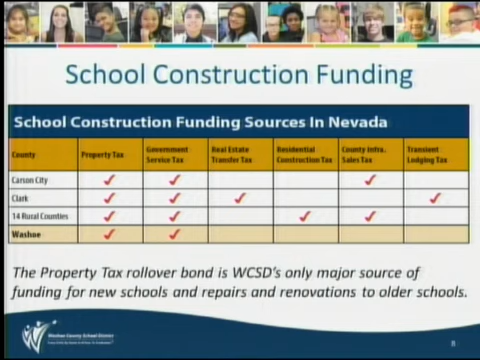 School Construction Funding
School Construction Funding Sources In Nevada
County Property Tax Government Service Tax Real Estate Transfer Tax Residential Construction Tax County Infra. Sales Tax Transient Lodging Tax
Carson City ✓ ✓ ✓
Clark ✓ ✓ ✓ ✓
14 Rural Counties ✓ ✓ ✓ ✓
Washoe ✓ ✓
The Property Tax rollover bond is WCSD's only major source of
funding for new schools and repairs and renovations to older schools.
Washoe County School District
8